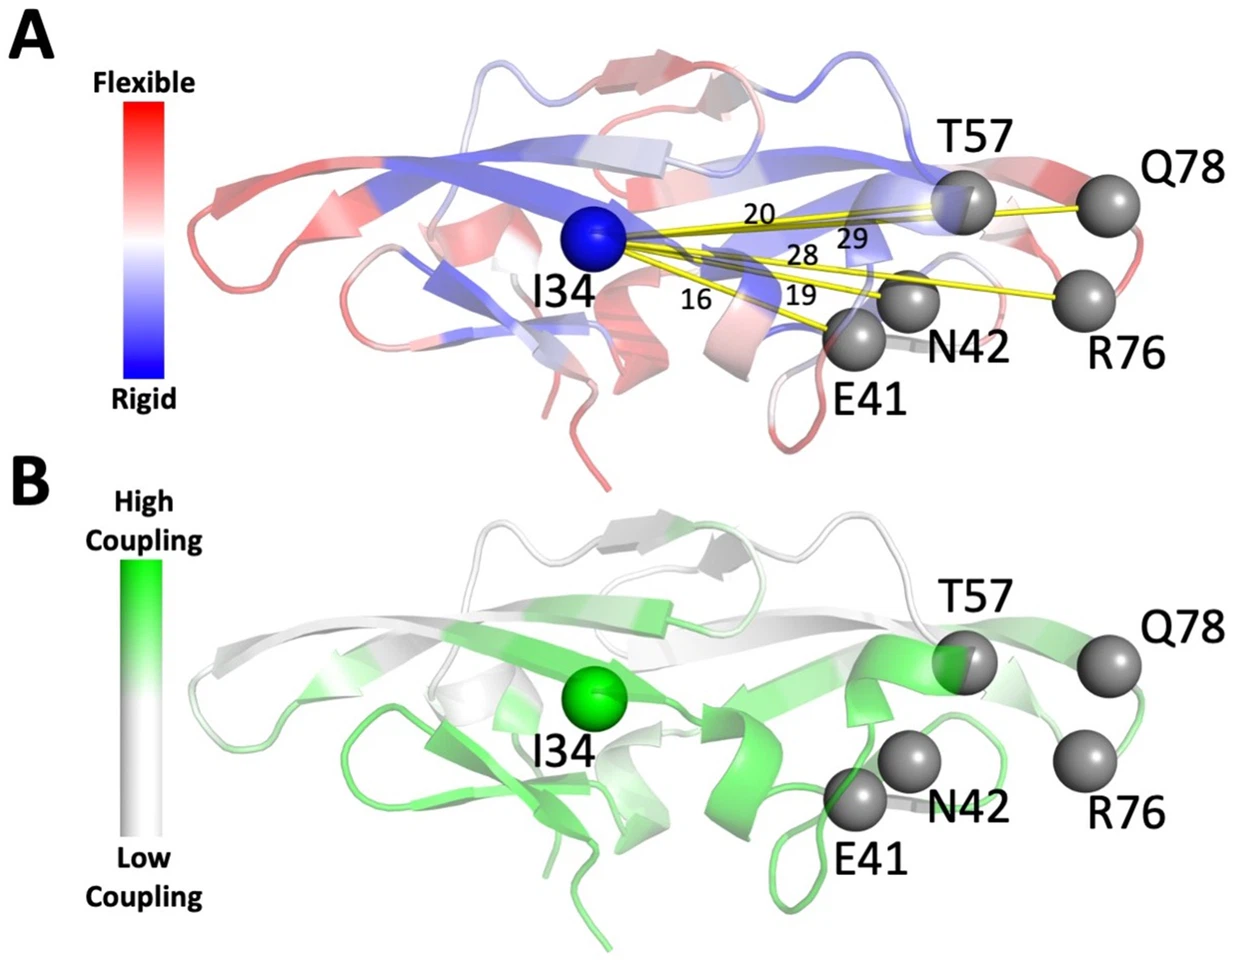 A
Flexible
Rigid
T57
Q78
20
29
28
I34
16
19
N42
R76
E41
B
High
Coupling
Low
Coupling
T57
Q78
I34
N42
R76
E41